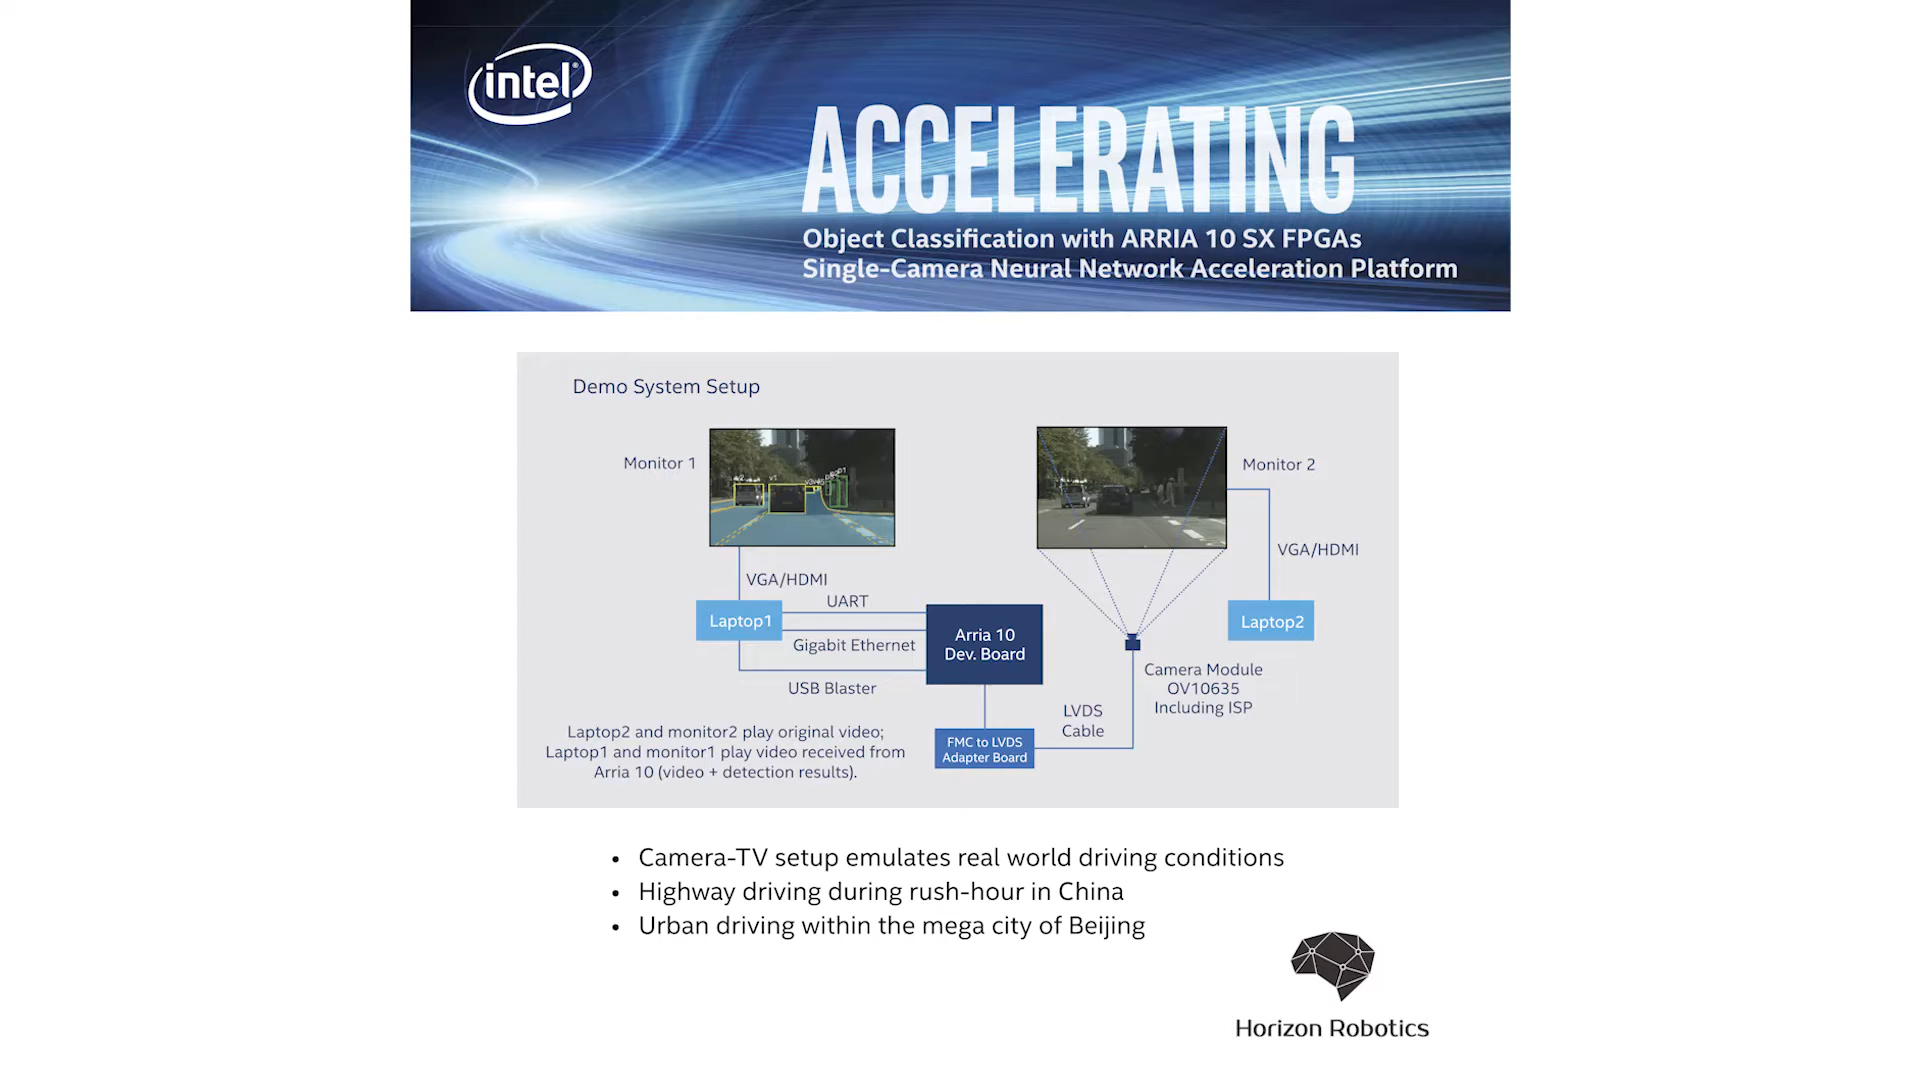 intel®
ACCELERATING
Object Classification with ARRIA 10 SX FPGAs
Single-Camera Neural Network Acceleration Platform
Demo System Setup
Monitor 1
Monitor 2
VGA/HDMI
VGA/HDMI
UART
Laptop1
Gigabit Ethernet
USB Blaster
Arria 10
Dev. Board
Laptop2
Camera Module
OV10635
Including ISP
LVDS
Cable
FMC to LVDS
Adapter Board
Laptop2 and monitor2 play original video;
Laptop1 and monitor1 play video received from
Arria 10 (video + detection results).
• Camera-TV setup emulates real world driving conditions
• Highway driving during rush-hour in China
• Urban driving within the mega city of Beijing
Horizon Robotics